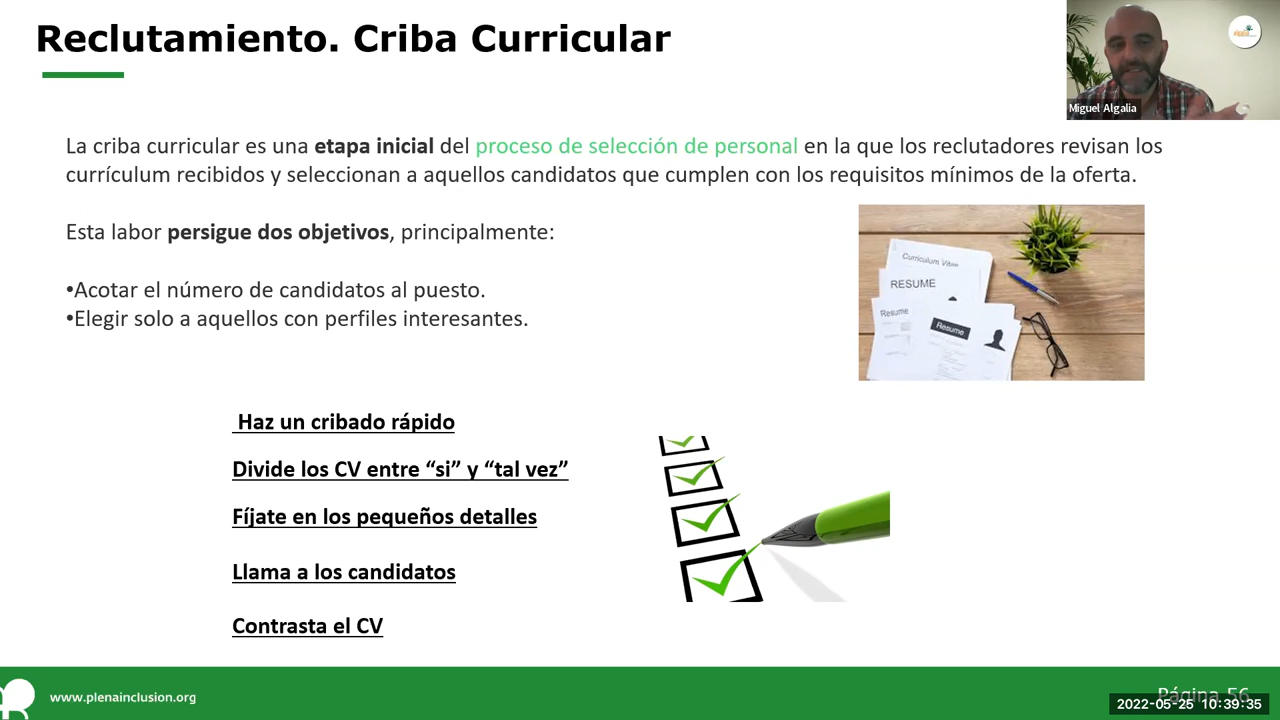 Reclutamiento. Criba Curricular
Miguel Algalia
La criba curricular es una etapa inicial del proceso de selección de personal en la que los reclutadores revisan los
currículum recibidos y seleccionan a aquellos candidatos que cumplen con los requisitos mínimos de la oferta.
Esta labor persigue dos objetivos, principalmente:
•Acotar el número de candidatos al puesto.
•Elegir solo a aquellos con perfiles interesantes.
Curriculum Vitae
RESUME
Resume
Resume
Haz un cribado rápido
Divide los CV entre “si” y “tal vez”
Fíjate en los pequeños detalles
Llama a los candidatos
Contrasta el CV
www.plenainclusion.org
Página 56
2022-05-25 10:39:35